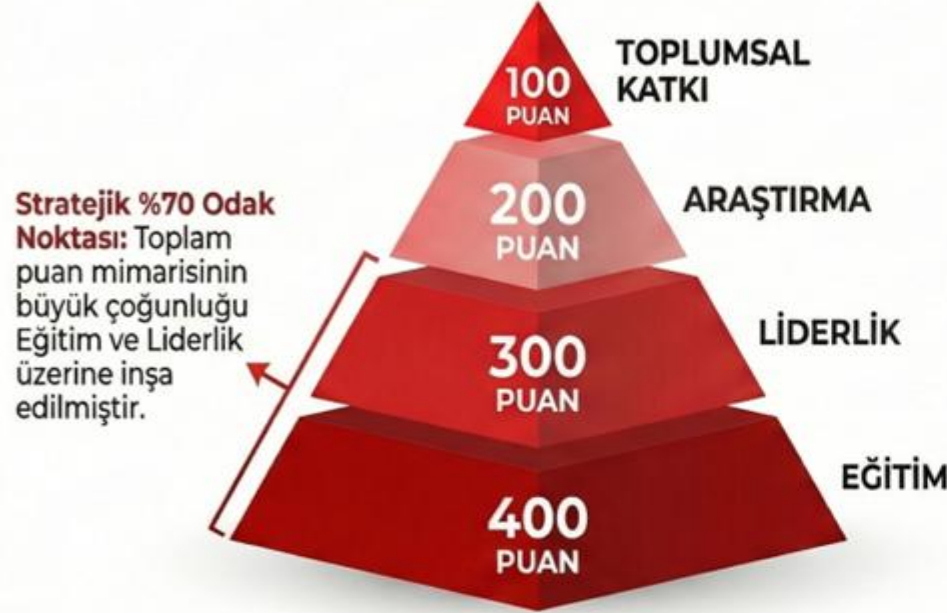 100
PUAN
TOPLUMSAL
KATKI
200
PUAN
ARAŞTIRMA
Stratejik %70 Odak
Noktası: Toplam
puan mimarisinin
büyük çoğunluğu
Eğitim ve Liderlik
üzerine inşa
edilmiştir.
300
PUAN
LİDERLİK
400
PUAN
EĞİTİM